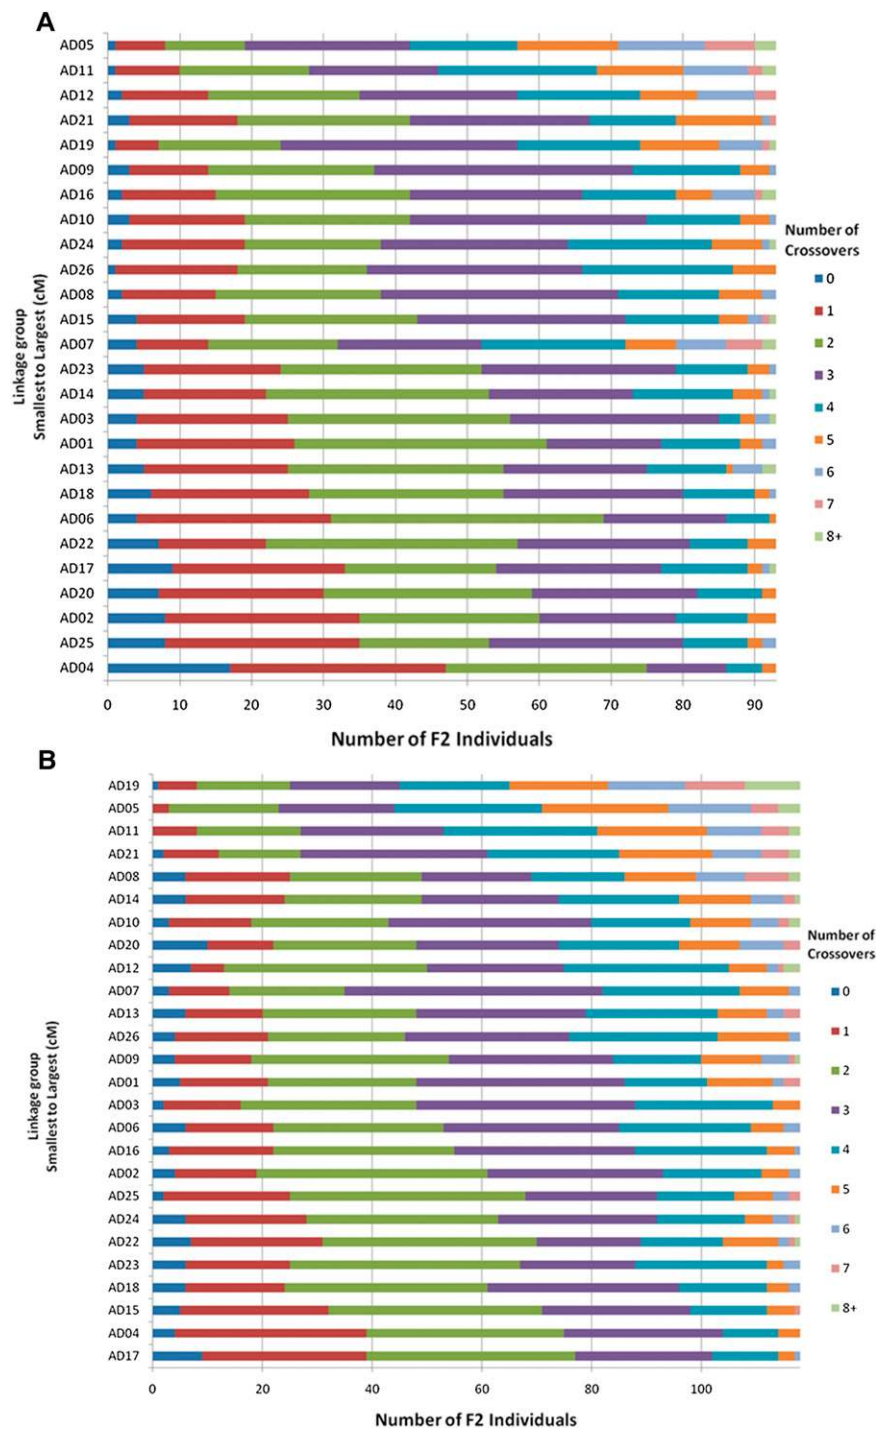 A
AD05
AD11
AD12
AD21
AD19
AD09
AD16
AD10
AD24
AD26
AD08
AD15
AD07
AD23
AD14
AD03
AD01
AD13
AD18
AD06
AD22
AD17
AD20
AD02
AD25
AD04
Linkage group
Smallest to Largest (cM)
0 10 20 30 40 50 60 70 80 90
Number of F2 Individuals
Number of
Crossovers
0
1
2
3
4
5
6
7
8+
B
AD19
AD05
AD11
AD21
AD08
AD14
AD10
AD20
AD12
AD07
AD13
AD26
AD09
AD01
AD03
AD06
AD16
AD02
AD25
AD24
AD22
AD23
AD18
AD15
AD04
AD17
Linkage group
Smallest to Largest (cM)
0 20 40 60 80 100
Number of F2 Individuals
Number of
Crossovers
0
1
2
3
4
5
6
7
8+